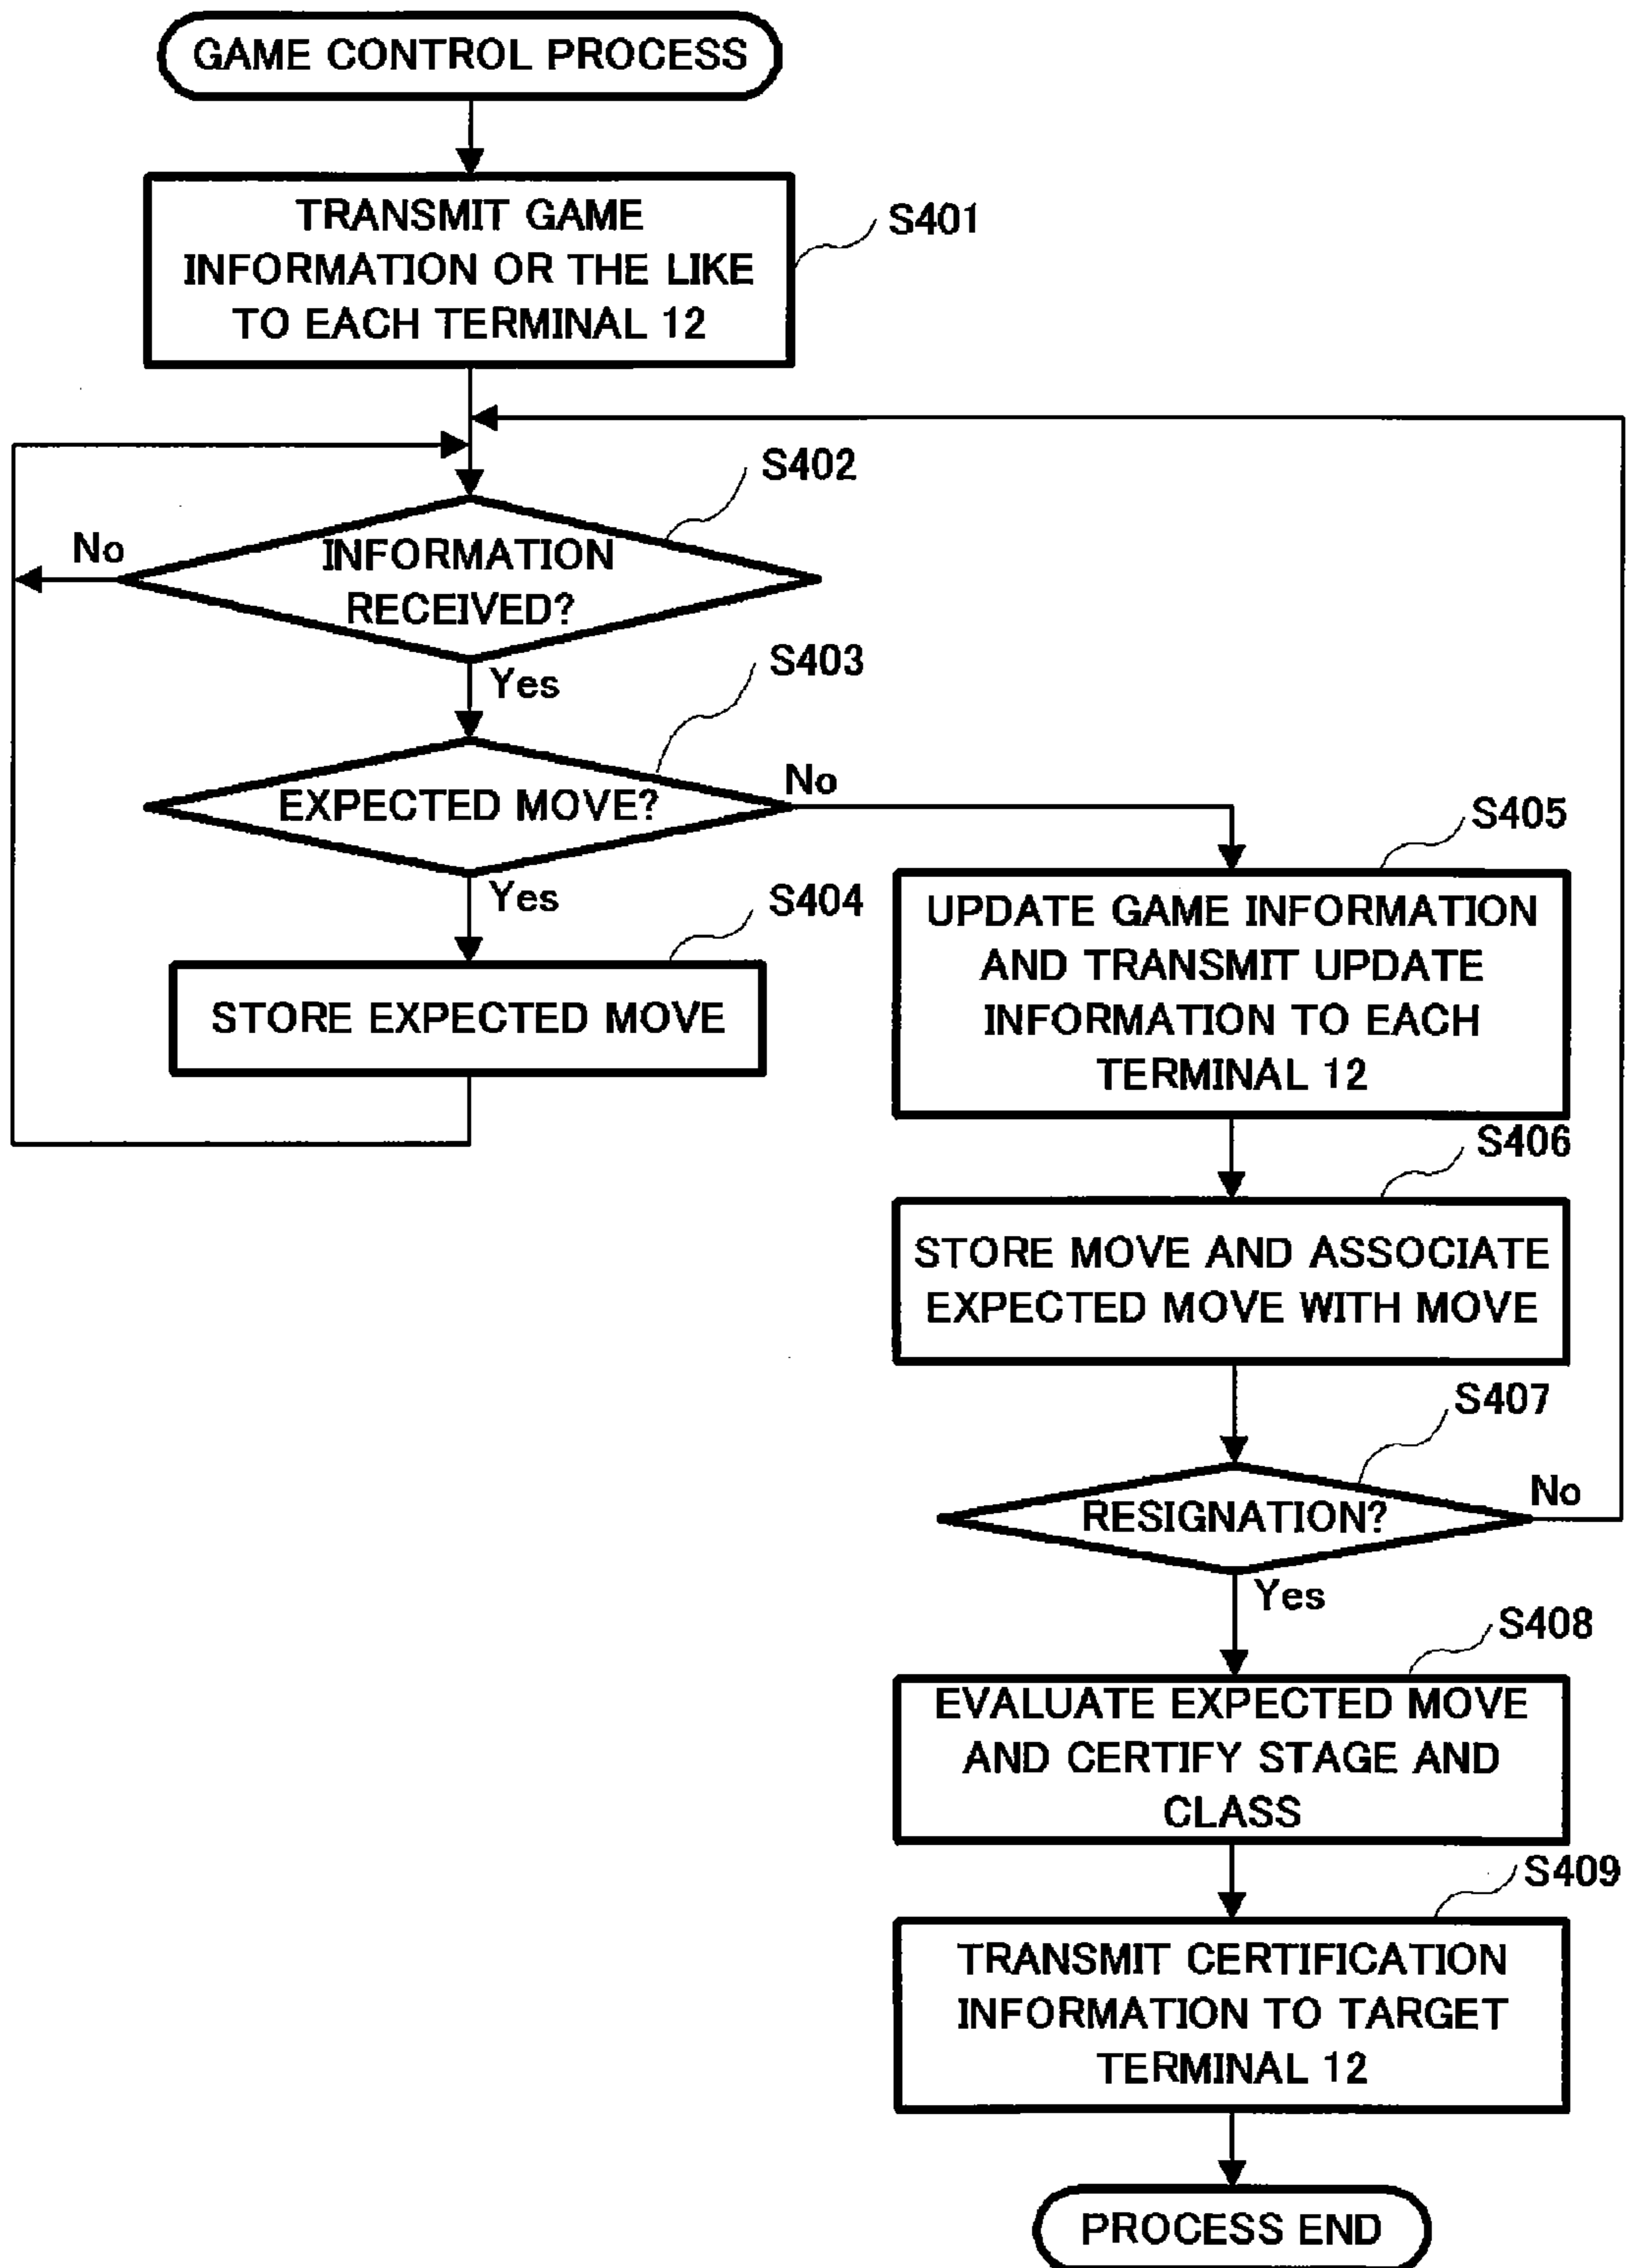 GAME CONTROL PROCESS
TRANSMIT GAME
INFORMATION OR THE LIKE
TO EACH TERMINAL 12
S401
S402
No
INFORMATION
RECEIVED?
Yes
S403
EXPECTED MOVE?
No
Yes
S404
STORE EXPECTED MOVE
S405
UPDATE GAME INFORMATION
AND TRANSMIT UPDATE
INFORMATION TO EACH
TERMINAL 12
S406
STORE MOVE AND ASSOCIATE
EXPECTED MOVE WITH MOVE
S407
RESIGNATION?
No
Yes
S408
EVALUATE EXPECTED MOVE
AND CERTIFY STAGE AND
CLASS
S409
TRANSMIT CERTIFICATION
INFORMATION TO TARGET
TERMINAL 12
PROCESS END